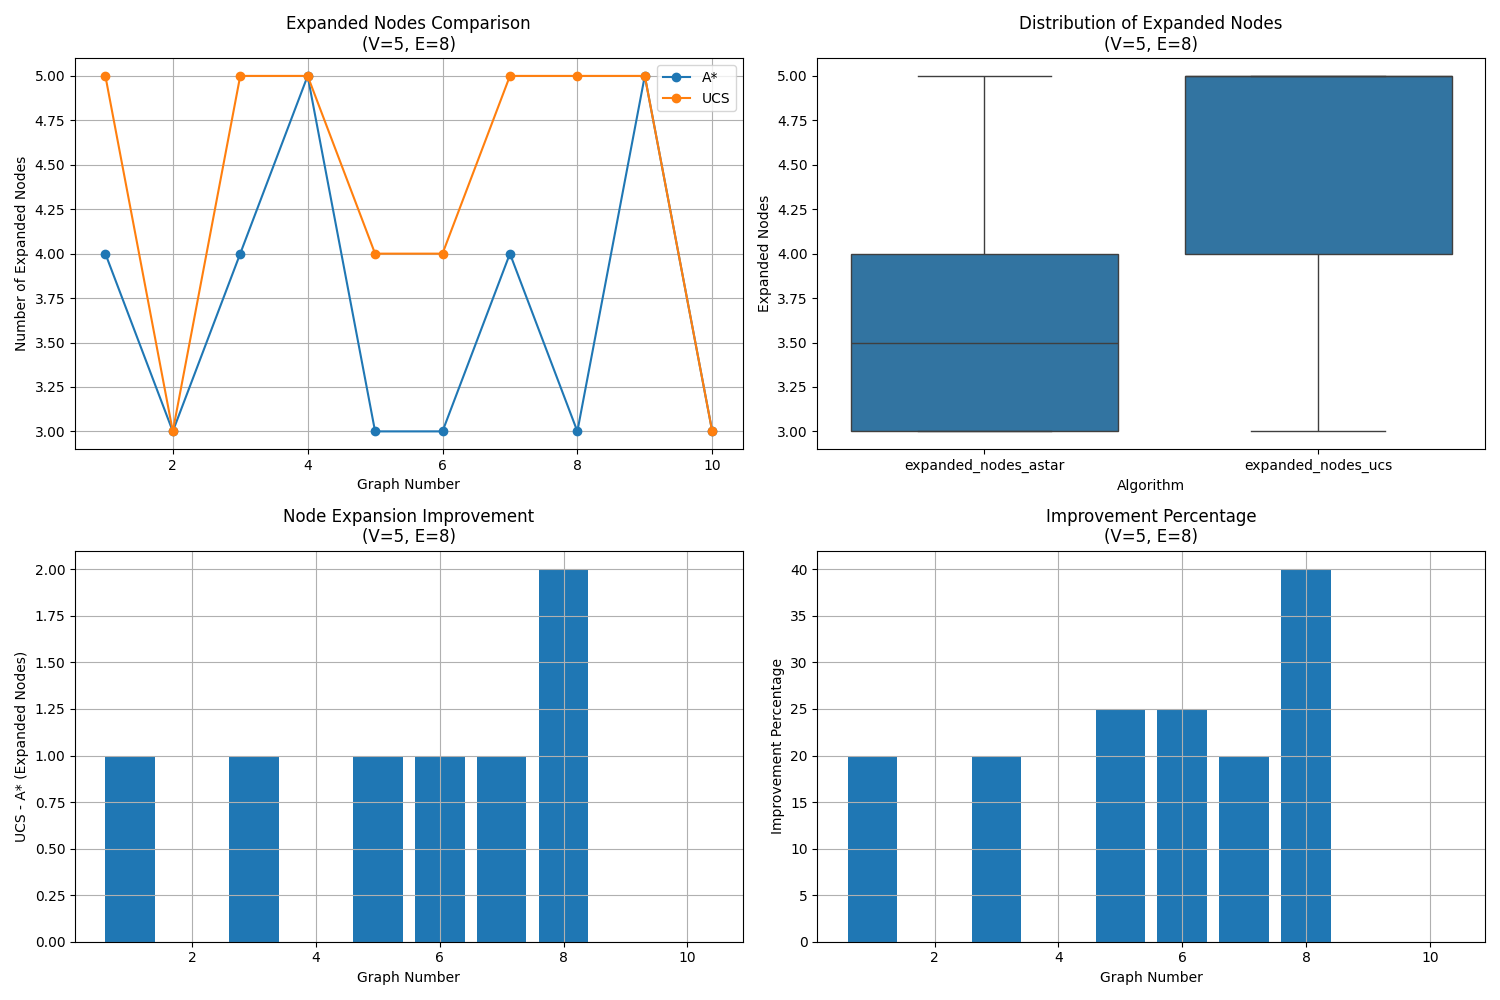 Expanded Nodes Comparison
(V=5, E=8)
Number of Expanded Nodes
5.00
4.75
4.50
4.25
4.00
3.75
3.50
3.25
3.00
A*
UCS
2
4
6
8
10
Graph Number
Distribution of Expanded Nodes
(V=5, E=8)
Expanded Nodes
5.00
4.75
4.50
4.25
4.00
3.75
3.50
3.25
3.00
expanded_nodes_astar
expanded_nodes_ucs
Algorithm
Node Expansion Improvement
(V=5, E=8)
UCS - A* (Expanded Nodes)
2.00
1.75
1.50
1.25
1.00
0.75
0.50
0.25
0.00
2
4
6
8
10
Graph Number
Improvement Percentage
(V=5, E=8)
Improvement Percentage
40
35
30
25
20
15
10
5
0
2
4
6
8
10
Graph Number